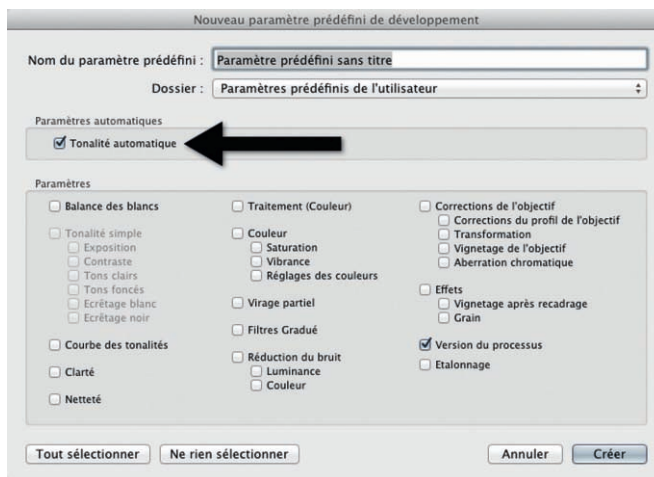 Nouveau paramètre prédéfini de développement
Nom du paramètre prédéfini : Paramètre prédéfini sans titre
Dossier : Paramètres prédéfinis de l'utilisateur
Paramètres automatiques
Tonalité automatique
Paramètres
Balance des blancs
Tonalité simple
Exposition
Contraste
Tons clairs
Tons foncés
Ecrêtage blanc
Ecrêtage noir
Courbe des tonalités
Clarté
Netteté
Traitement (Couleur)
Couleur
Saturation
Vibrance
Réglages des couleurs
Virage partiel
Filtres Gradué
Réduction du bruit
Luminance
Couleur
Corrections de l'objectif
Corrections du profil de l'objectif
Transformation
Vignetage de l'objectif
Aberration chromatique
Effets
Vignetage après recadrage
Grain
Version du processus
Etalonnage
Tout sélectionner Ne rien sélectionner Annuler Créer